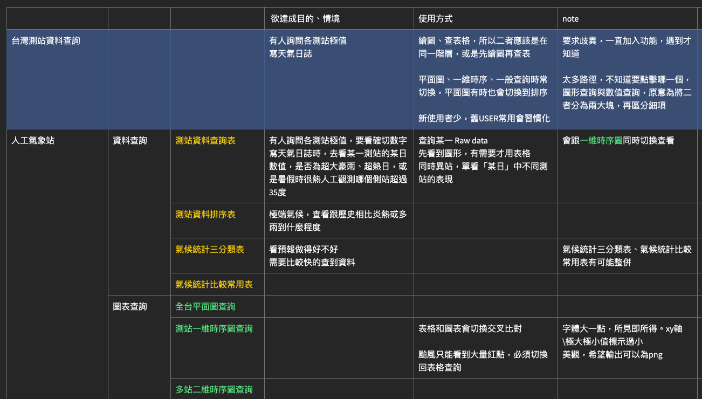 欲達成目的、情境
使用方式
note
台灣測站資料查詢
有人詢問各測站極值
寫天氣日誌
繪圖、查表格，所以二者應該是在
同一階層，或是先繪圖再查表
平面圖、一維時序、一般查詢時常
切換，平面圖有時也會切換到排序
新使用者少，舊USER常用會習慣化
要求歧異，一直加入功能，遇到才
知道
太多路徑，不知道要點擊哪一個，
圖形查詢與數值查詢，原意為將二
者分為兩大塊，再區分細項
人工氣象站
資料查詢
測站資料查詢表
有人詢問各測站極值，要看確切數字
寫天氣日誌時，去看某一測站的某日
數值，是否為超大豪雨、超熱日，或
是暑假時很熱人工觀測哪個側站超過
35度
查詢某一 Raw data
先看到圖形，有需要才用表格
同時異站，單看「某日」中不同測
站的表現
會跟一維時序圖同時切換查看
測站資料排序表
極端氣候，查看跟歷史相比炎熱或多
雨到什麼程度
氣候統計三分類表
看預報做得好不好
需要比較快的查到資料
氣候統計三分類表、氣候統計比較
常用表有可能整併
氣候統計比較常用表
圖表查詢
全台平面圖查詢
測站一維時序圖查詢
表格和圖表會切換交叉比對
颱風只能看到大量紅點，必須切換
回表格查詢
字體大一點，所見即所得。xy軸
\極大極小值標示過小
美觀，希望輸出可以為png
多站二維時序圖查詢